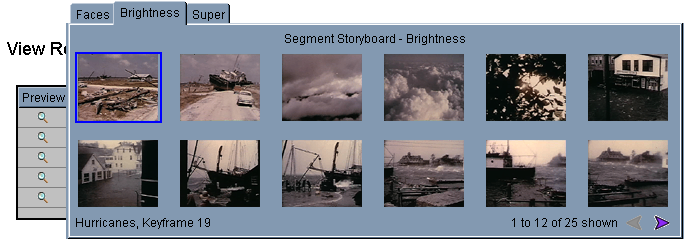 Faces Brightness Super
Segment Storyboard - Brightness
View Re
Preview
Hurricanes, Keyframe 19
1 to 12 of 25 shown